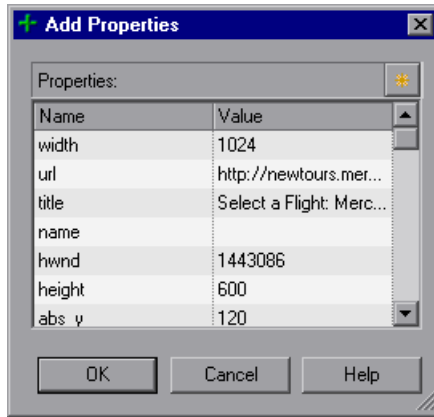 Add Properties
Properties:
Name Value
width 1024
url http://newtours.mer...
title Select a Flight: Merc...
name
hwnd 1443086
height 600
abs_y 120
OK Cancel Help